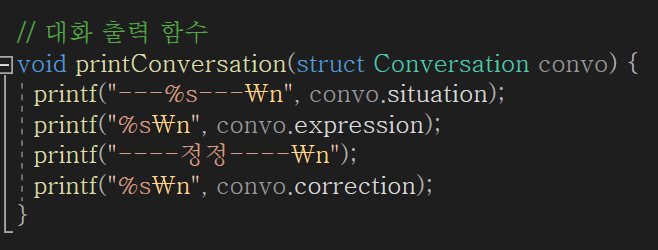 // 대화 출력 함수
void printConversation(struct Conversation convo) {
printf("---%s---₩n", convo.situation);
printf("%s₩n", convo.expression);
printf("----정정----₩n");
printf("%s₩n", convo.correction);
}